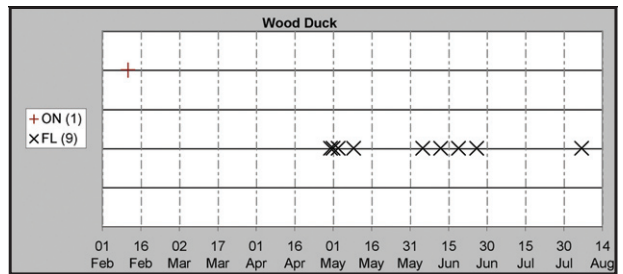 Wood Duck
+ ON (1)
× FL (9)
01 16 02 17 01 16 01 16 31 15 30 15 30 14
Feb Feb Mar Mar Apr Apr May May May Jun Jun Jul Jul Aug